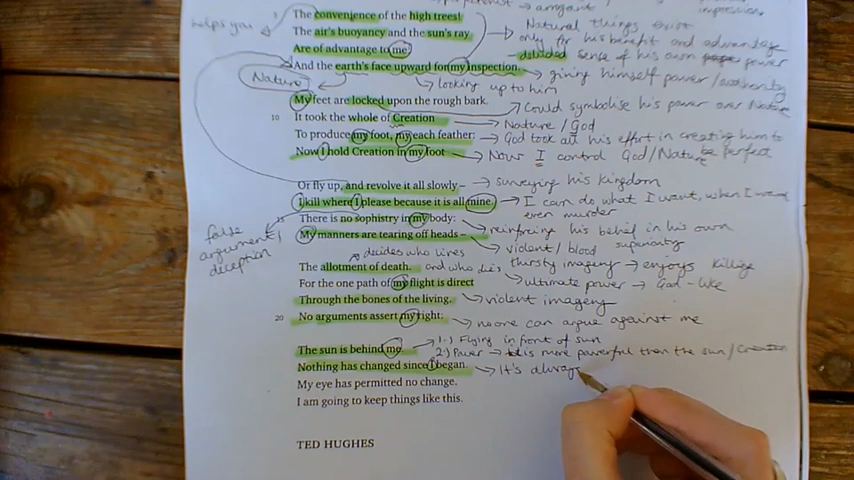 impression.
helps you
The convenience of the high trees!
Natural things exist
The air's buoyancy and the sun's ray
only for his benefit and advantage
Are of advantage to me;
deluded sense of his own power
And the earth's face upward for my inspection.
giving himself power/authority
Nature
looking up to him
My feet are locked upon the rough bark.
Could symbolise his power over Nature
10 It took the whole of Creation
Nature/God
To produce my foot, my each feather:
God took all his effort in creating him to be perfect
Now I hold Creation in my foot
Now I control God/Nature
Or fly up, and revolve it all slowly –
surveying his kingdom
I kill where I please because it is all mine.
I can do what I want, when I want
even murder
There is no sophistry in my body:
reinforcing his belief in his own superiority
false argument
deception
My manners are tearing off heads –
violent/blood thirsty imagery → enjoys killing
decides who lives and who dies
The allotment of death.
For the one path of my flight is direct
ultimate power → God-like
Through the bones of the living.
violent imagery
20 No arguments assert my right:
no one can argue against me
The sun is behind me.
1.) Flying in front of sun
2.) Power → is more powerful than the sun/Creation
Nothing has changed since I began.
It's always
My eye has permitted no change.
I am going to keep things like this.
TED HUGHES